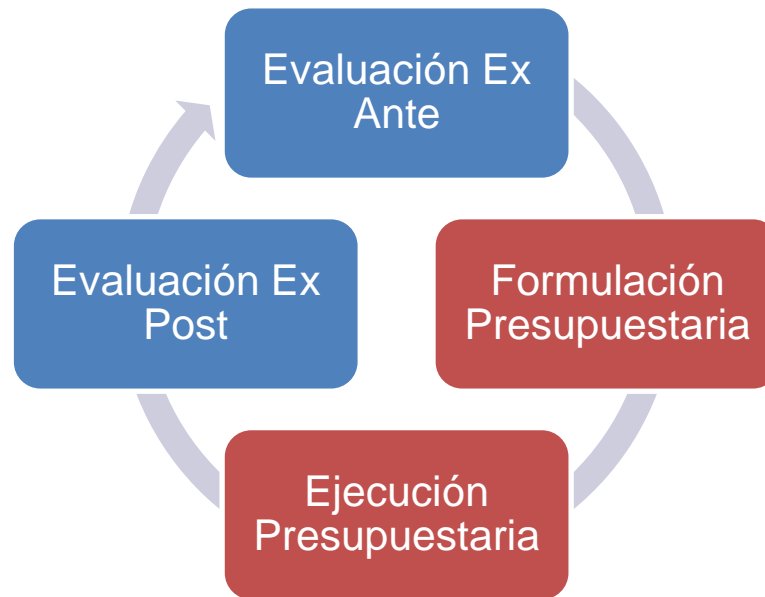 Evaluación Ex
Ante
Evaluación Ex
Post
Formulación
Presupuestaria
Ejecución
Presupuestaria